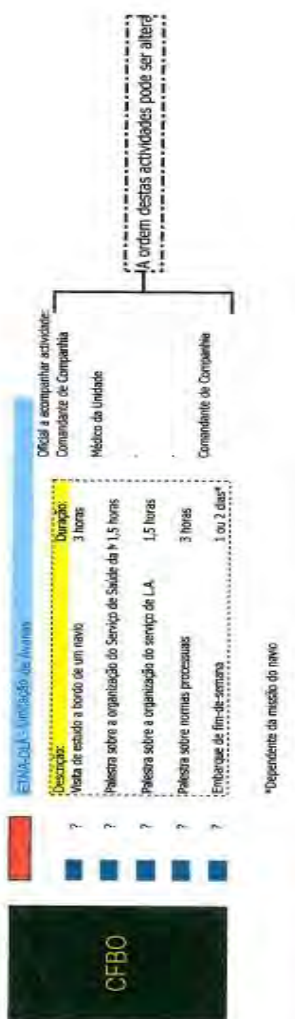 CFBO
ETNA-DLA - Limitação de Avarias
Descrição: Duração:
? Visita de estudo a bordo de um navio 3 horas
? Palestra sobre a organização do Serviço de Saúde da M 1,5 horas
? Palestra sobre a organização do serviço de L.A. 1,5 horas
? Palestra sobre normas processuais 3 horas
? Embarque de fim-de-semana 1 ou 2 dias*
Oficial a acompanhar actividade:
Comandante de Companhia
Médico da Unidade
.
.
Comandante de Companhia
A ordem destas actividades pode ser altera
*Dependente da missão do navio